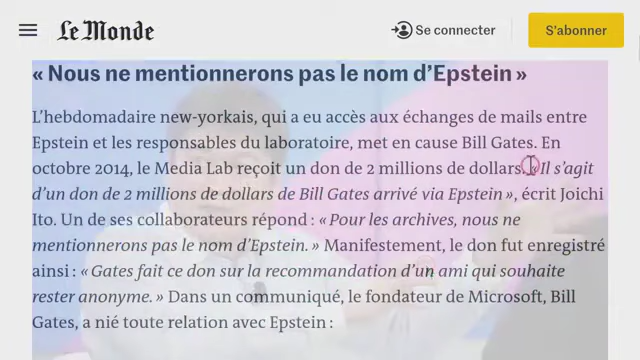 Le Monde
Se connecter
S'abonner
« Nous ne mentionnerons pas le nom d'Epstein »
L'hebdomadaire new-yorkais, qui a eu accès aux échanges de mails entre
Epstein et les responsables du laboratoire, met en cause Bill Gates. En
octobre 2014, le Media Lab reçoit un don de 2 millions de dollars. « Il s'agit
d'un don de 2 millions de dollars de Bill Gates arrivé via Epstein », écrit Joichi
Ito. Un de ses collaborateurs répond : « Pour les archives, nous ne
mentionnerons pas le nom d'Epstein. » Manifestement, le don fut enregistré
ainsi : « Gates fait ce don sur la recommandation d'un ami qui souhaite
rester anonyme. » Dans un communiqué, le fondateur de Microsoft, Bill
Gates, a nié toute relation avec Epstein :